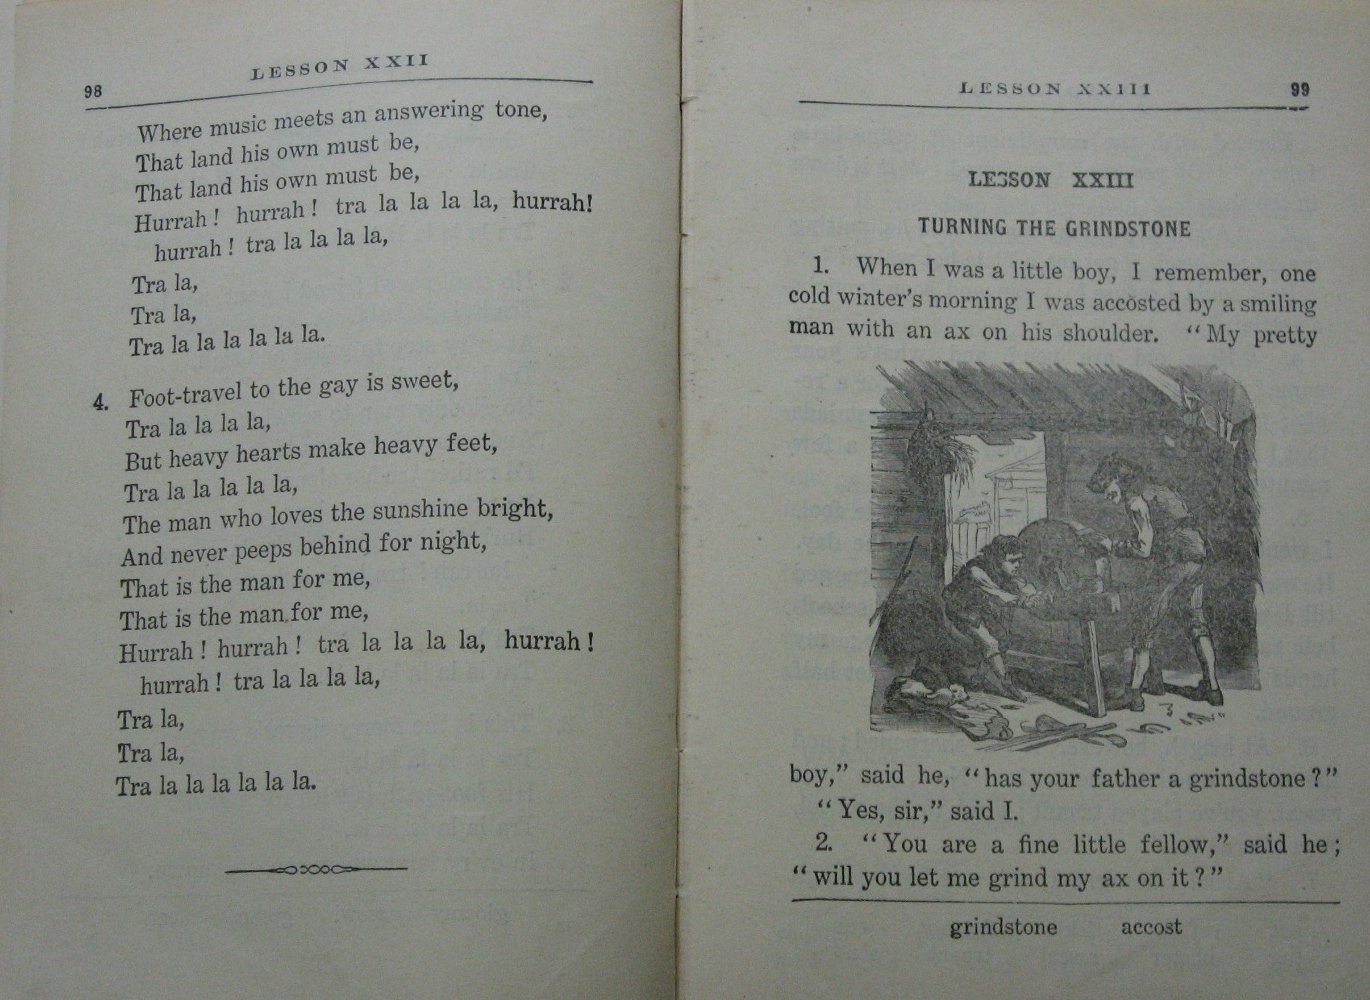 98
LESSON XXII
Where music meets an answering tone,
That land his own must be,
That land his own must be,
Hurrah! hurrah! tra la la la la, hurrah!
hurrah! tra la la la la,
Tra la,
Tra la,
Tra la la la la la la.
4. Foot-travel to the gay is sweet,
Tra la la la la,
But heavy hearts make heavy feet,
Tra la la la la la,
The man who loves the sunshine bright,
And never peeps behind for night,
That is the man for me,
That is the man for me,
Hurrah! hurrah! tra la la la la, hurrah!
hurrah! tra la la la la,
Tra la,
Tra la,
Tra la la la la la la.
LESSON XXIII
99
LESSON XXIII
TURNING THE GRINDSTONE
1. When I was a little boy, I remember, one
cold winter's morning I was accosted by a smiling
man with an ax on his shoulder. "My pretty
boy," said he, "has your father a grindstone?"
"Yes, sir," said I.
2. "You are a fine little fellow," said he;
"will you let me grind my ax on it?"
grindstone accost